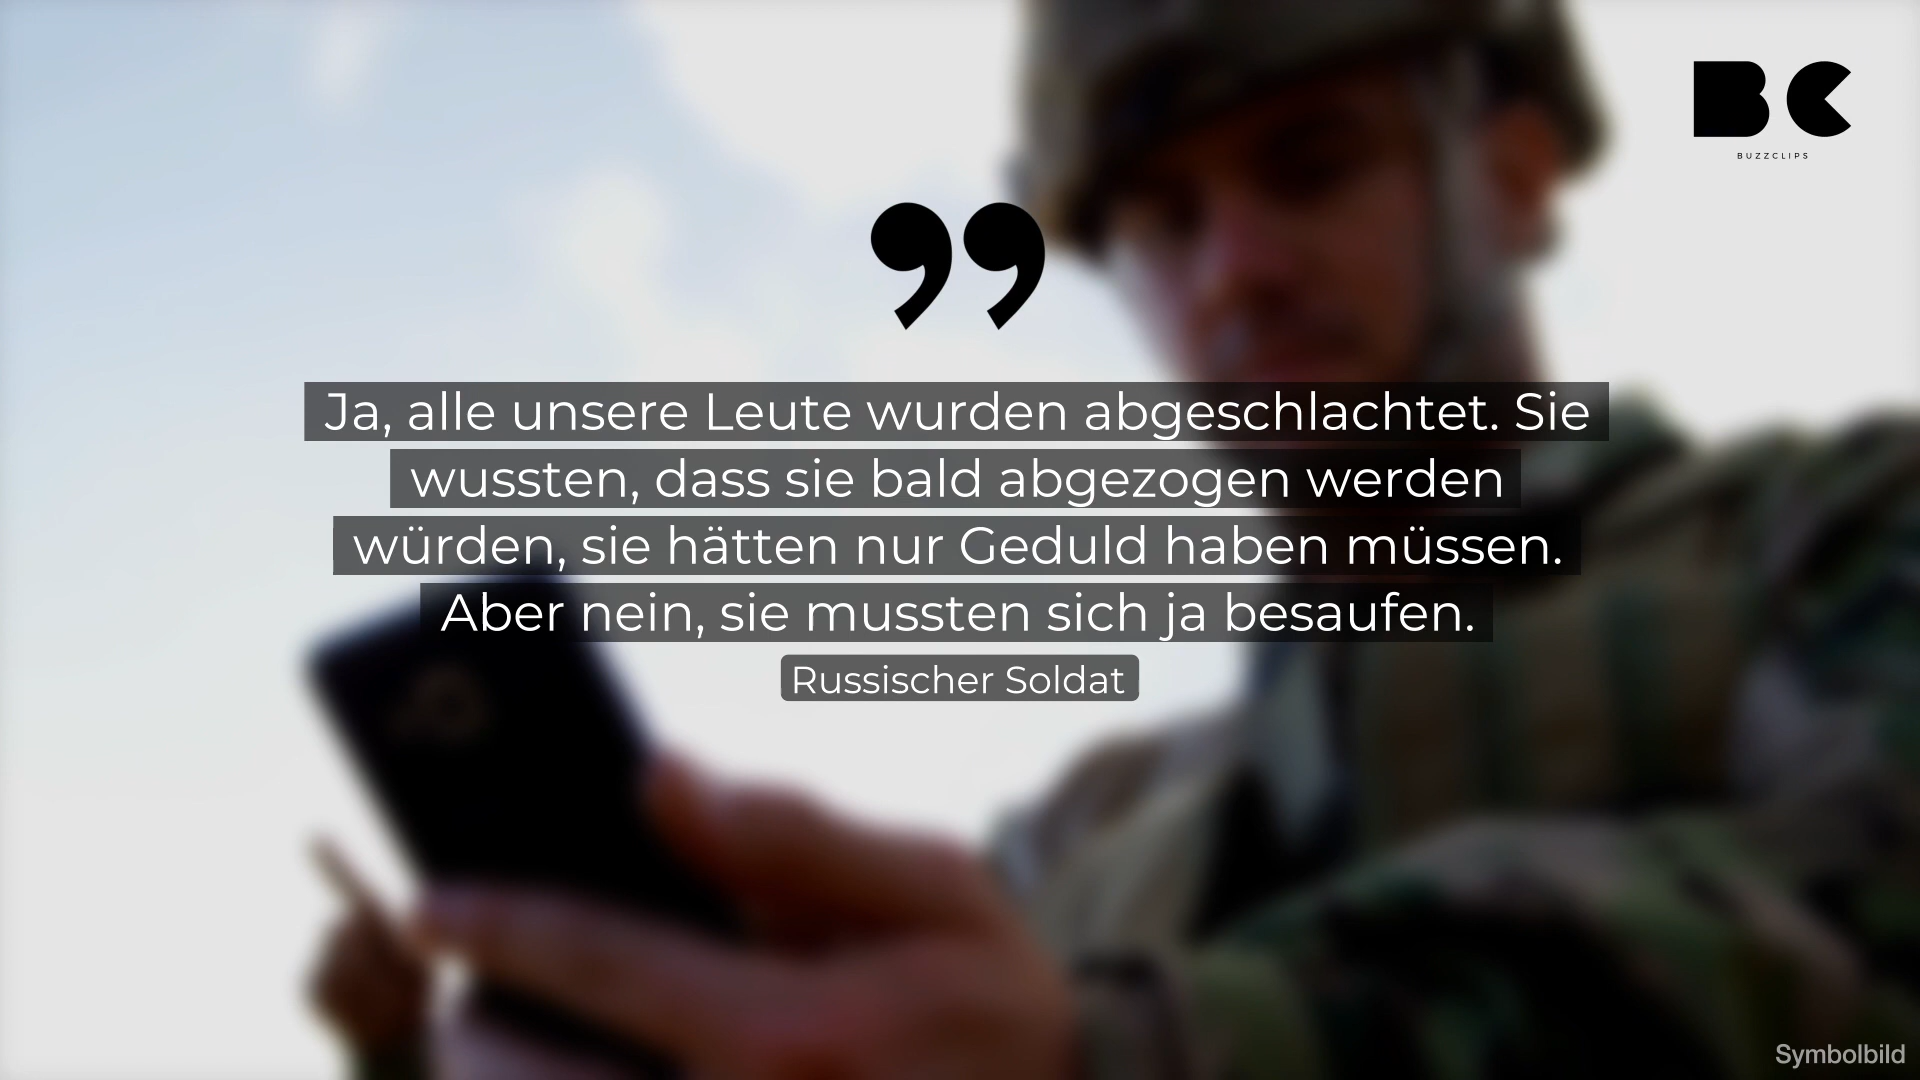 BC
BUZZCLIPS
”
Ja, alle unsere Leute wurden abgeschlachtet. Sie
wussten, dass sie bald abgezogen werden
würden, sie hätten nur Geduld haben müssen.
Aber nein, sie mussten sich ja besaufen.
Russischer Soldat
Symbolbild